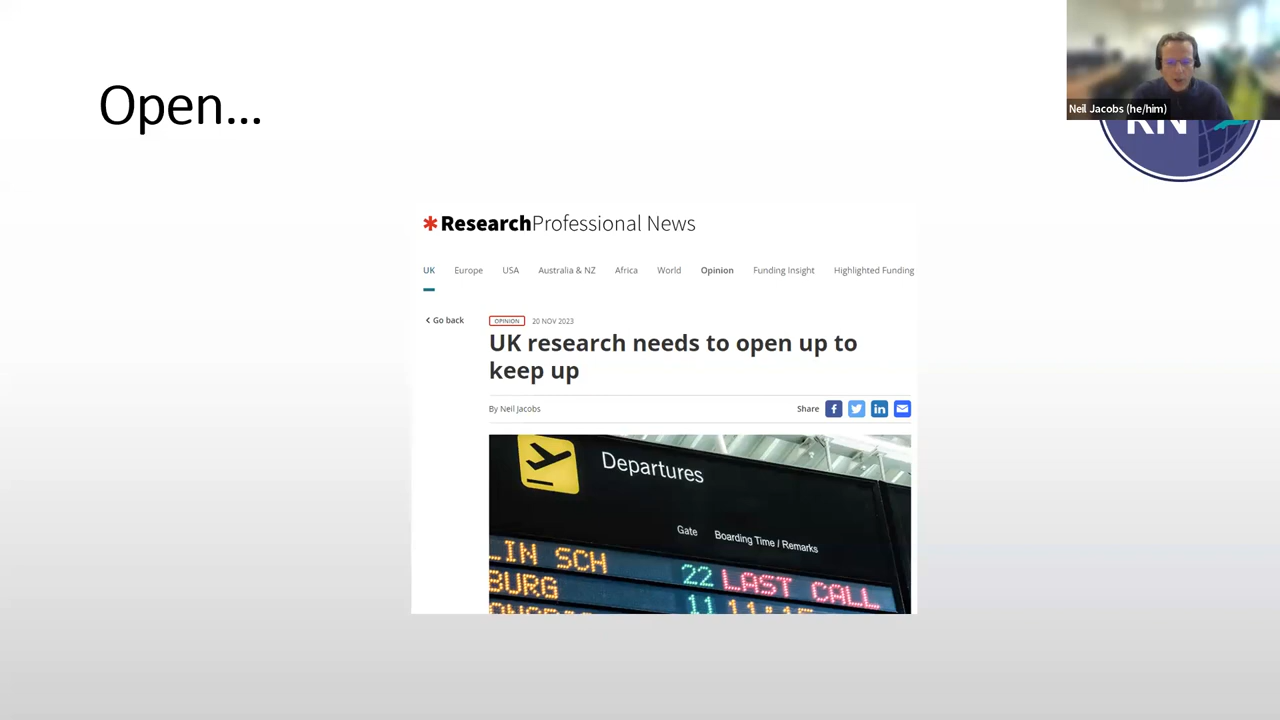 Open...
Neil Jacobs (he/him)
RN
ResearchProfessional News
UK Europe USA Australia & NZ Africa World Opinion Funding Insight Highlighted Funding
Go back
OPINION 20 NOV 2023
UK research needs to open up to
keep up
By Neil Jacobs
Share
Departures
Gate Boarding Time / Remarks
LIN SCH 22 LAST CALL
BURG 11